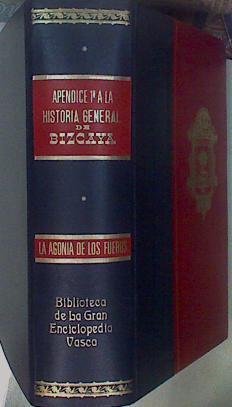 APENDICE 1º A LA
HISTORIA GENERAL
DE
BIZCAYA
LA AGONIA DE LOS FUEROS
Biblioteca
de La Gran
Enciclopedia
Vasca